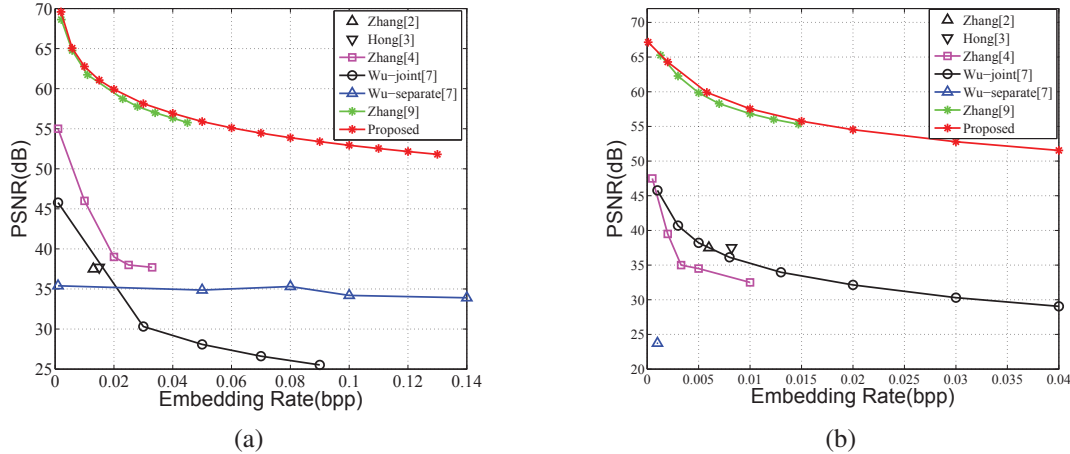 70
65
60
55
50
45
40
35
30
25
PSNR(dB)
0
0.02
0.04
0.06
0.08
0.1
0.12
0.14
Embedding Rate(bpp)
Zhang[2]
Hong[3]
Zhang[4]
Wu-joint[7]
Wu-separate[7]
Zhang[9]
Proposed
(a)
70
65
60
55
50
45
40
35
30
25
20
PSNR(dB)
0
0.005
0.01
0.015
0.02
0.025
0.03
0.035
0.04
Embedding Rate(bpp)
Zhang[2]
Hong[3]
Zhang[4]
Wu-joint[7]
Wu-separate[7]
Zhang[9]
Proposed
(b)